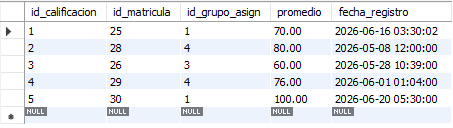 id_calificacion id_matricula id_grupo_asign promedio fecha_registro
1 25 1 70.00 2026-06-16 03:30:02
2 28 4 80.00 2026-05-08 12:00:00
3 26 3 60.00 2026-05-28 10:39:00
4 29 4 76.00 2026-06-01 01:04:00
5 30 1 100.00 2026-06-20 05:30:00
NULL NULL NULL NULL NULL